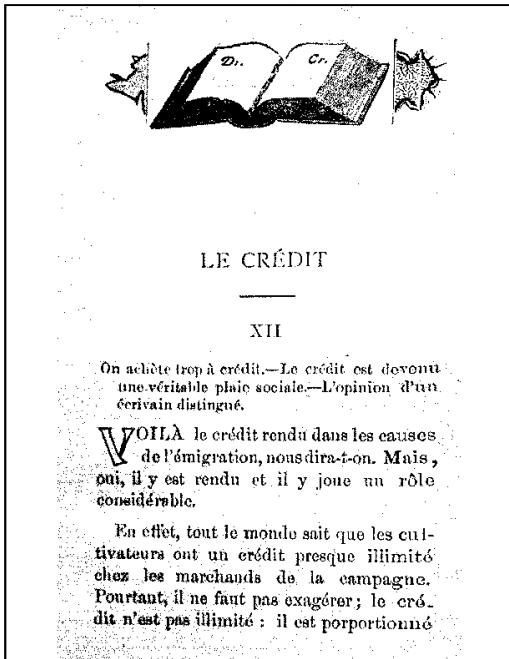 Dr. Cr.
LE CRÉDIT
XII
On achète trop à crédit.—Le crédit est devenu
une véritable plaie sociale.—L'opinion d'un
écrivain distingué.
VOILÀ le crédit rendu dans les causes
de l'émigration, nous dira-t-on. Mais,
oui, il y est rendu et il y joue un rôle
considérable.
En effet, tout le monde sait que les cul-
tivateurs ont un crédit presque illimité
chez les marchands de la campagne.
Pourtant, il ne faut pas exagérer; le cré-
dit n'est pas illimité : il est porportionné